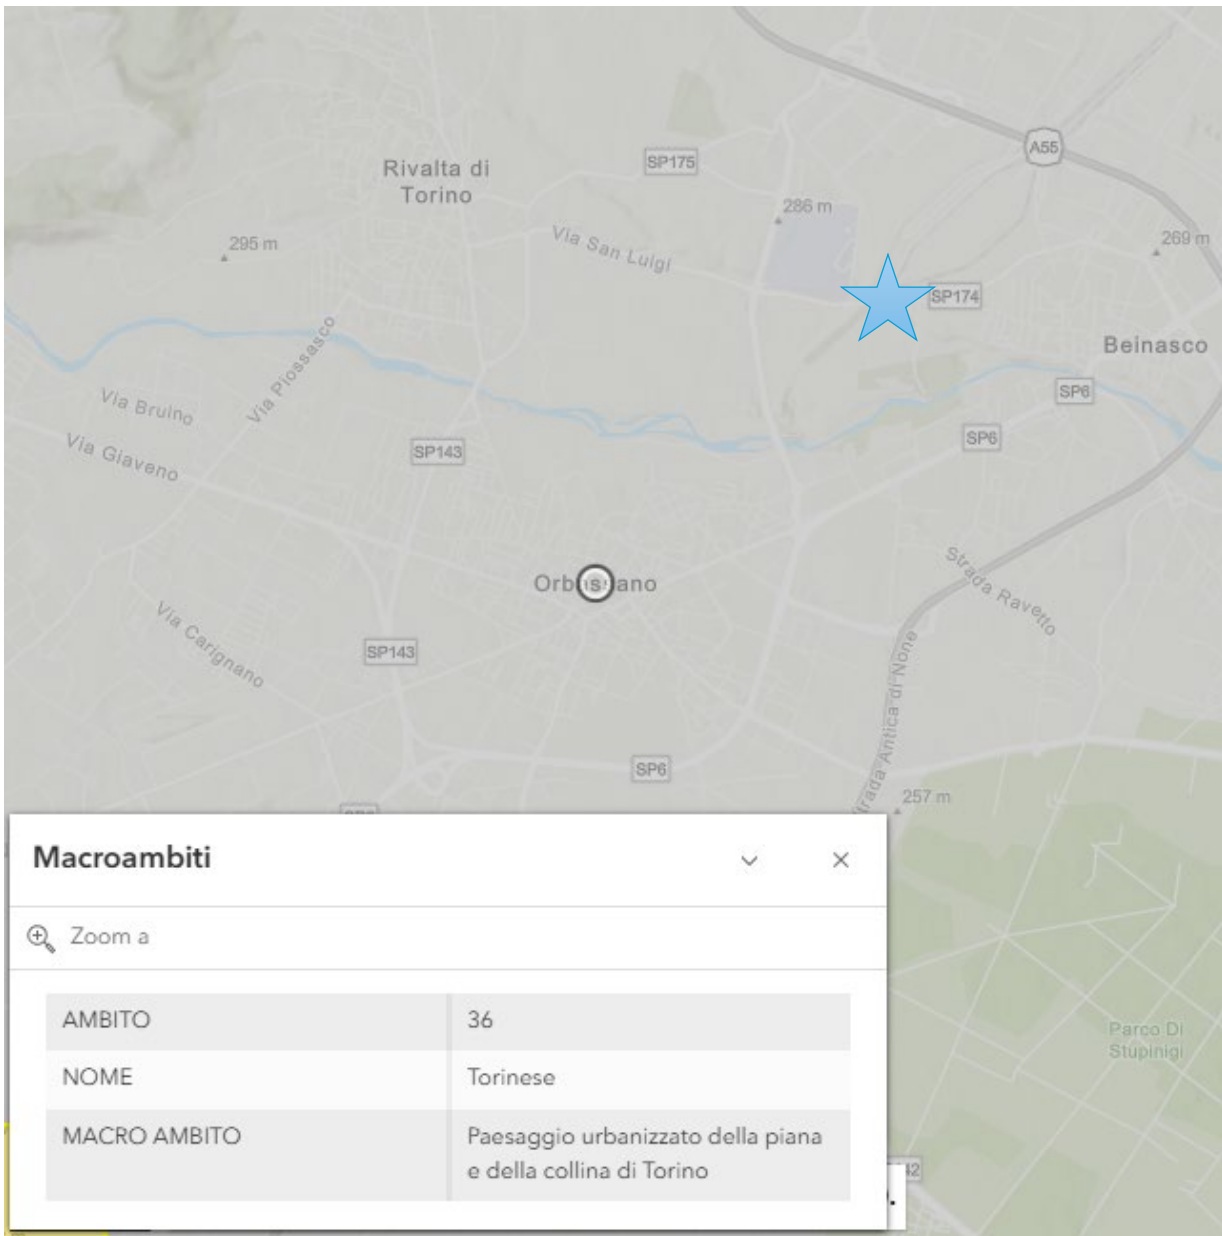 A55
Rivalta di
Torino
SP175
286 m
295 m
Via San Luigi
269 m
SP174
Beinasco
Via Piossasco
SP6
Via Bruino
SP6
Via Giaveno
SP143
Strada Ravetto
Via Carignano
SP143
Strada Antica di None
SP6
257 m
Macroambiti
Zoom a
AMBITO 36
NOME Torinese
MACRO AMBITO Paesaggio urbanizzato della piana
e della collina di Torino
Parco Di
Stupinigi